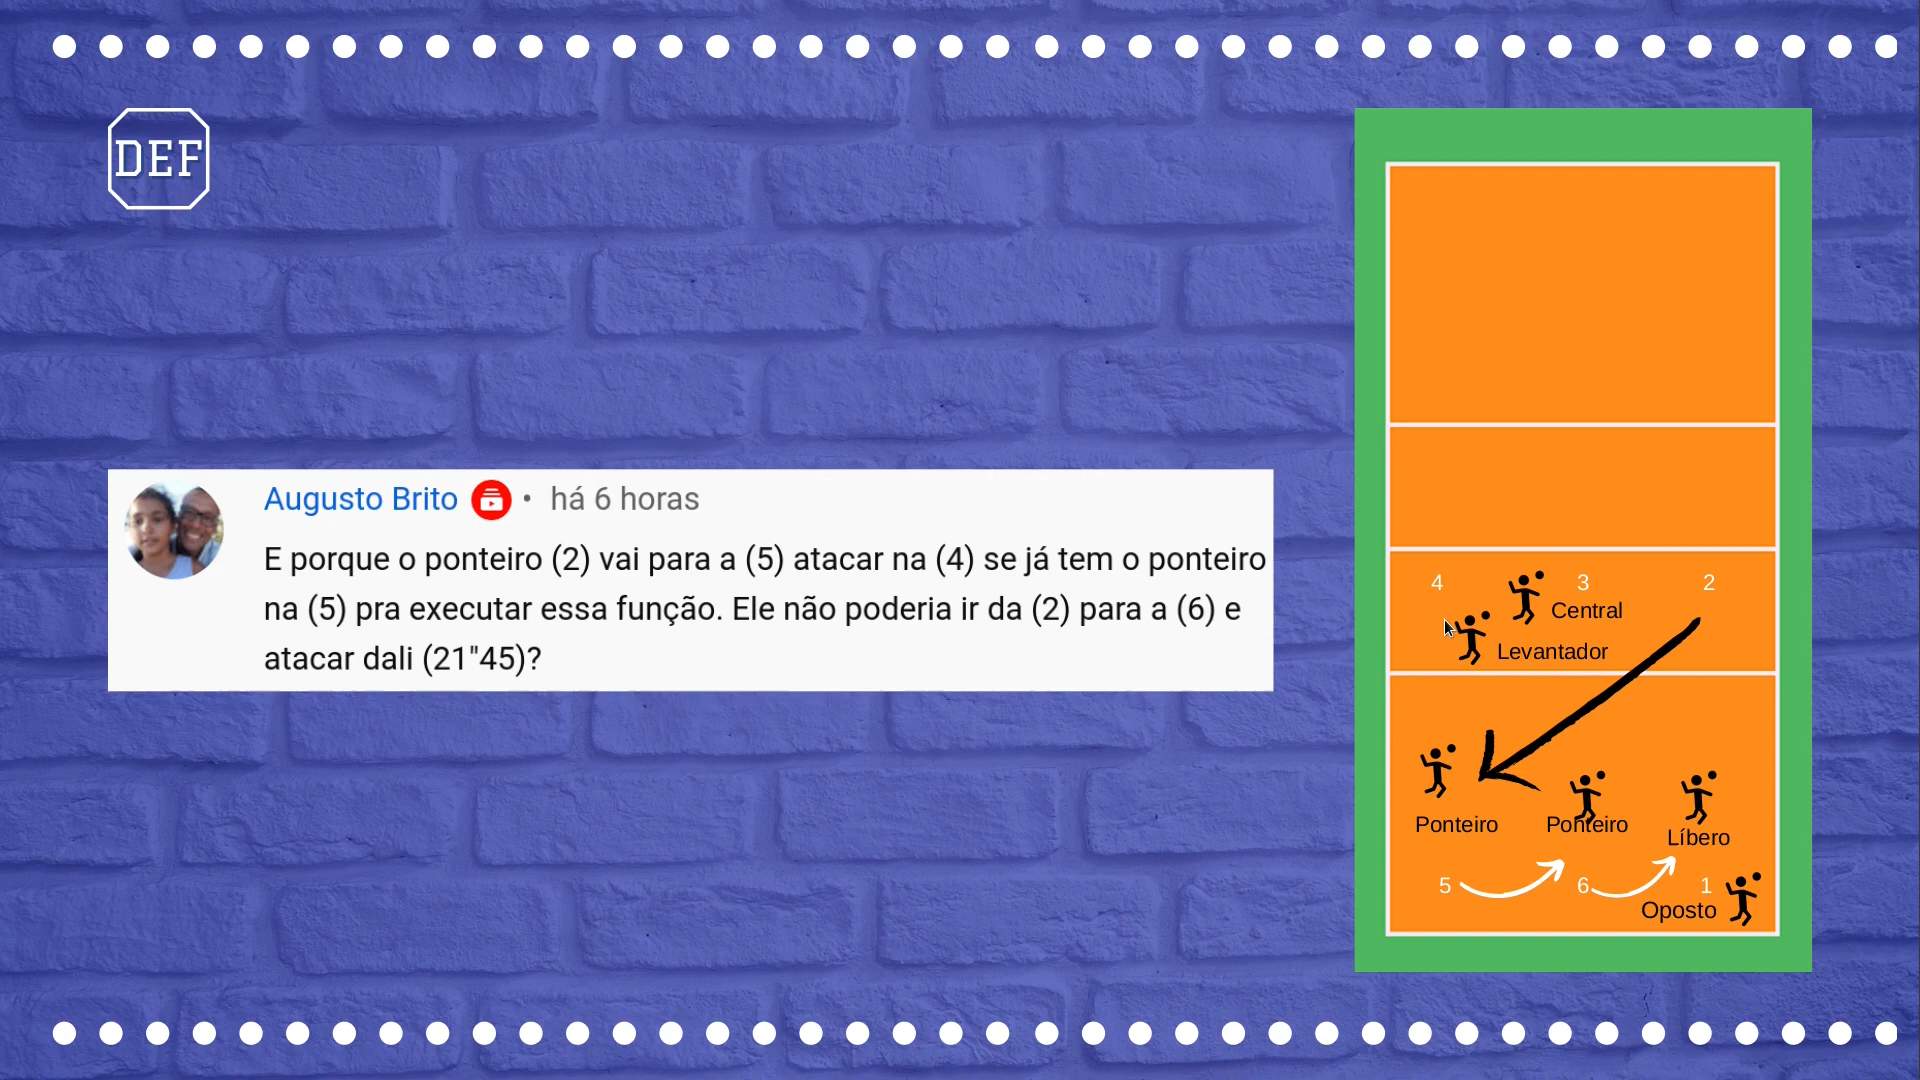 DEF
Augusto Brito • há 6 horas
E porque o ponteiro (2) vai para a (5) atacar na (4) se já tem o ponteiro
na (5) pra executar essa função. Ele não poderia ir da (2) para a (6) e
atacar dali (21"45)?
4 3 2
Central
Levantador
Ponteiro Ponteiro Líbero
5 6 1
Oposto